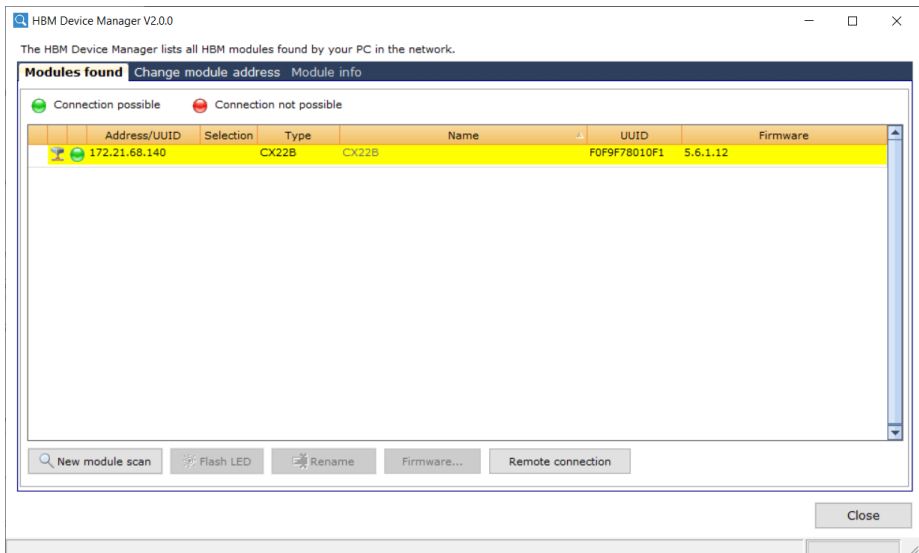 HBM Device Manager V2.0.0
The HBM Device Manager lists all HBM modules found by your PC in the network.
Modules found Change module address Module info
Connection possible Connection not possible
Address/UUID Selection Type Name UUID Firmware
172.21.68.140 CX22B CX22B F0F9F78010F1 5.6.1.12
New module scan Flash LED Rename Firmware... Remote connection
Close